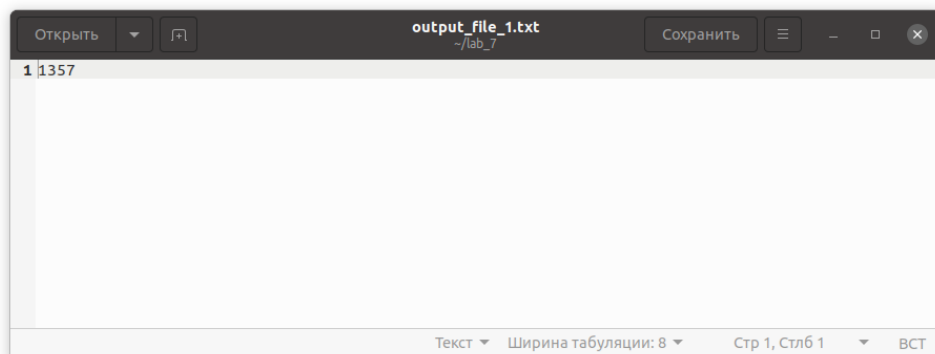 Открыть
output_file_1.txt
~/lab_7
Сохранить
1 1357
Текст Ширина табуляции: 8 Стр 1, Стлб 1 ВСТ